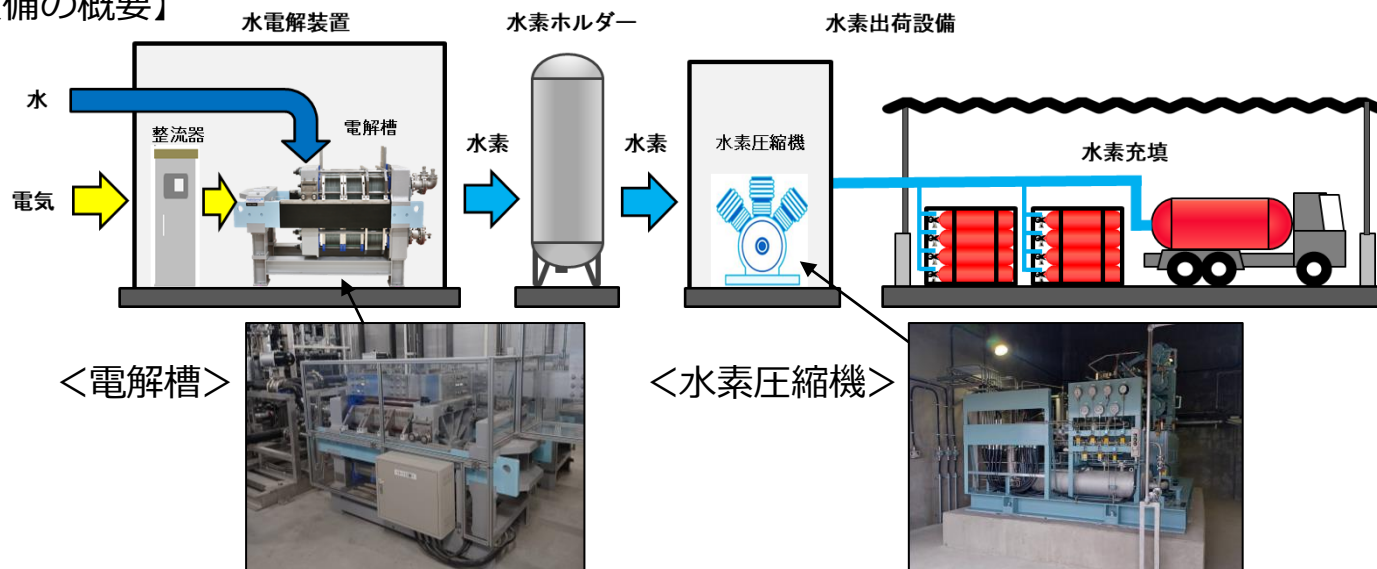 備の概要】
水電解装置
水素ホルダー
水素出荷設備
水
整流器
電解槽
水素
水素
水素圧縮機
水素充填
電気
＜電解槽＞
＜水素圧縮機＞